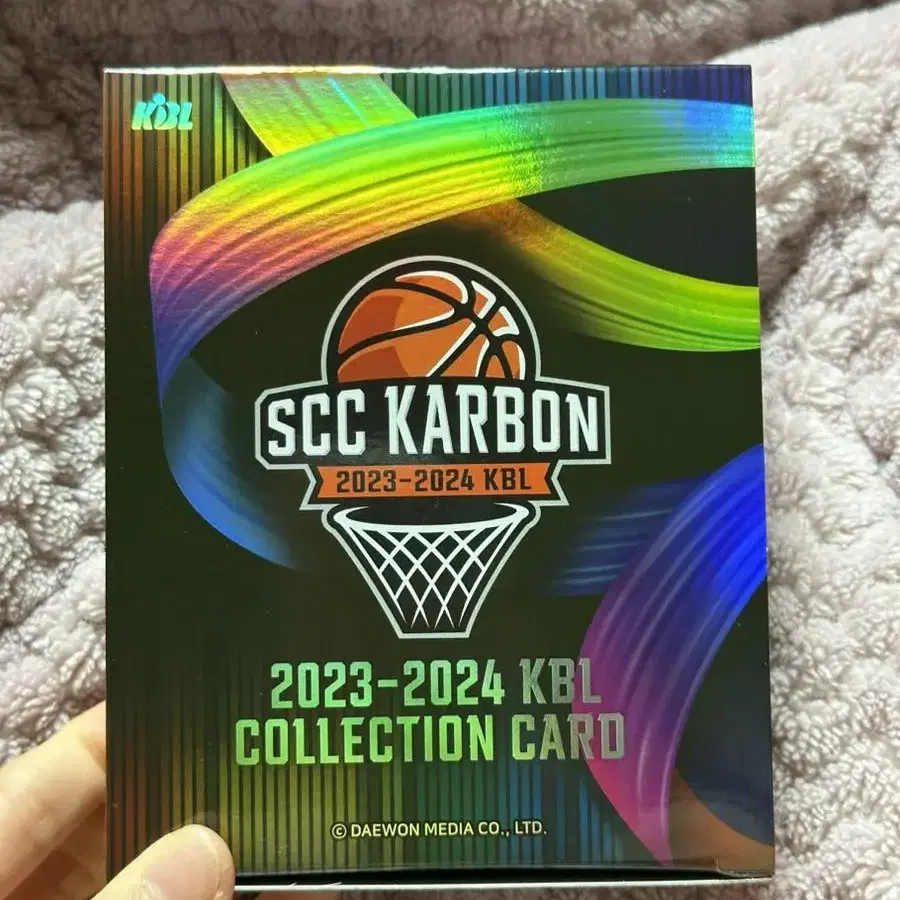 KBL
SCC KARBON
2023-2024 KBL
2023-2024 KBL
COLLECTION CARD
© DAEWON MEDIA CO., LTD.